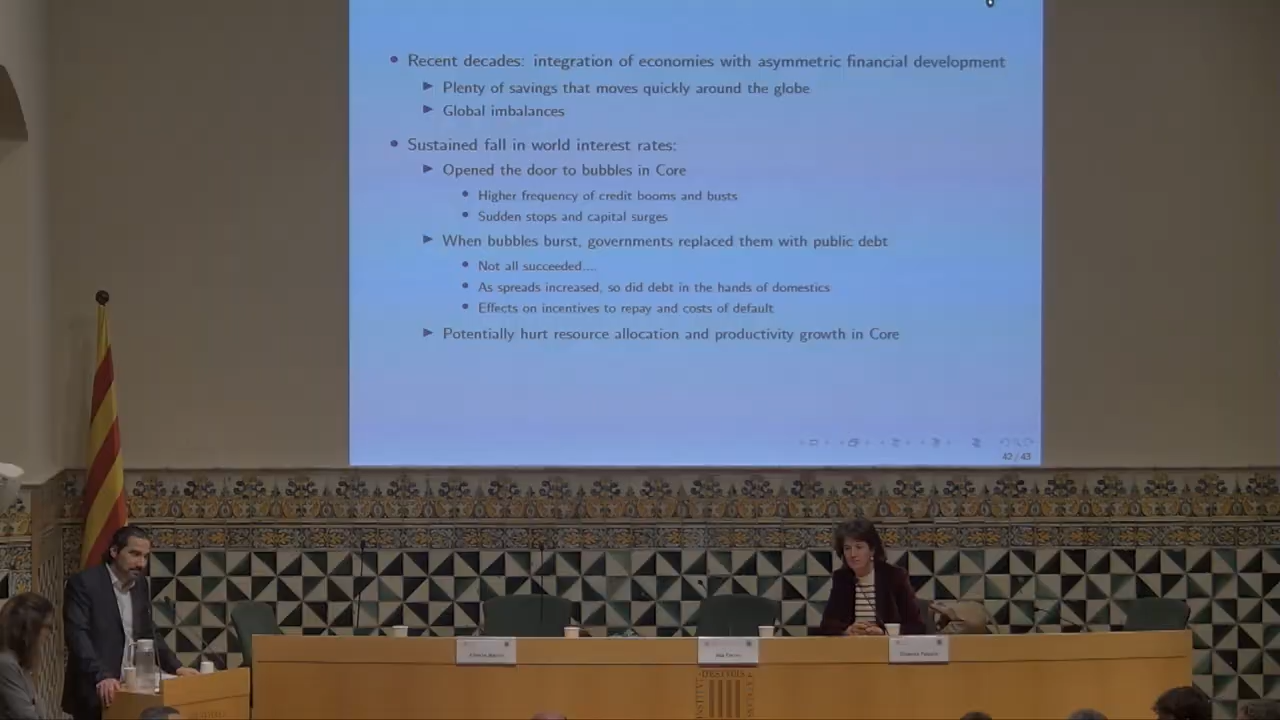 Recent decades: integration of economies with asymmetric financial development
Plenty of savings that moves quickly around the globe
Global imbalances
Sustained fall in world interest rates:
Opened the door to bubbles in Core
Higher frequency of credit booms and busts
Sudden stops and capital surges
When bubbles burst, governments replaced them with public debt
Not all succeeded....
As spreads increased, so did debt in the hands of domestics
Effects on incentives to repay and costs of default
Potentially hurt resource allocation and productivity growth in Core
42/43
D'ESTUDIS